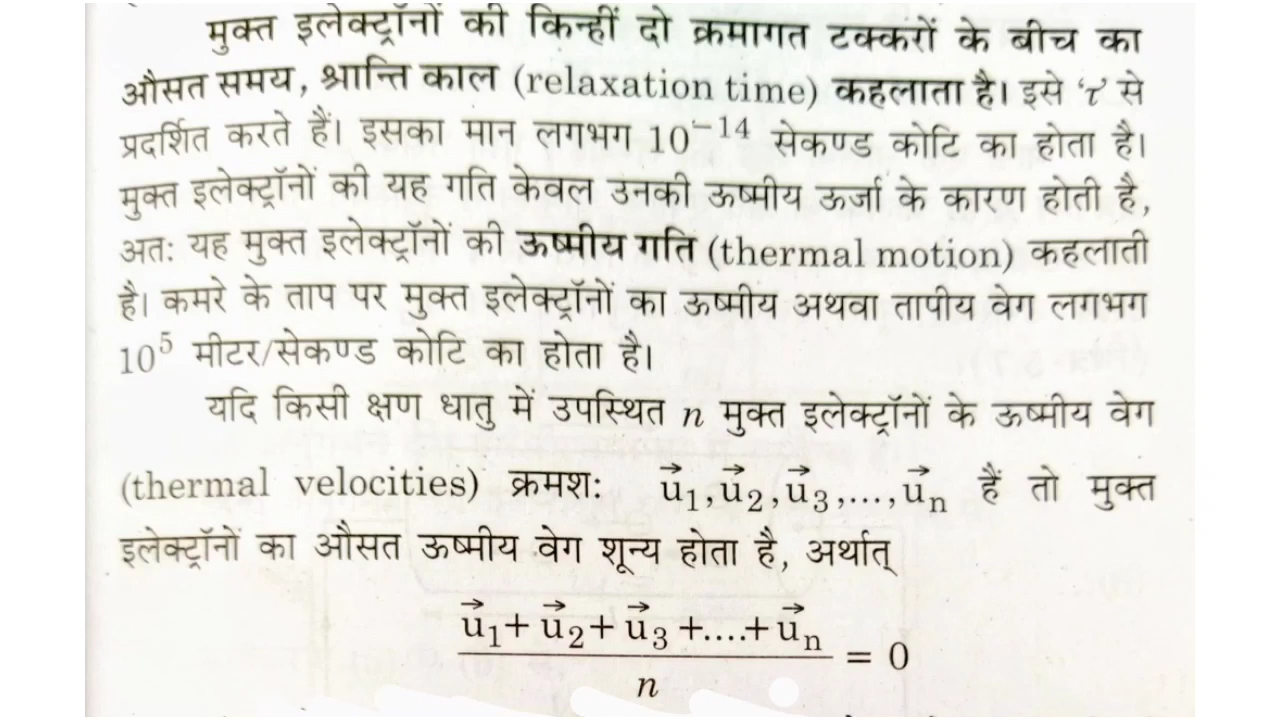 मुक्त इलेक्ट्रॉनों की किन्हीं दो क्रमागत टक्करों के बीच का
औसत समय, श्रान्ति काल (relaxation time) कहलाता है। इसे ‘τ’ से
प्रदर्शित करते हैं। इसका मान लगभग 10⁻¹⁴ सेकण्ड कोटि का होता है।
मुक्त इलेक्ट्रॉनों की यह गति केवल उनकी ऊष्मीय ऊर्जा के कारण होती है,
अतः यह मुक्त इलेक्ट्रॉनों की ऊष्मीय गति (thermal motion) कहलाती
है। कमरे के ताप पर मुक्त इलेक्ट्रॉनों का ऊष्मीय अथवा तापीय वेग लगभग
10⁵ मीटर/सेकण्ड कोटि का होता है।
यदि किसी क्षण धातु में उपस्थित n मुक्त इलेक्ट्रॉनों के ऊष्मीय वेग
(thermal velocities) क्रमशः u⃗₁, u⃗₂, u⃗₃,...., u⃗ₙ हैं तो मुक्त
इलेक्ट्रॉनों का औसत ऊष्मीय वेग शून्य होता है, अर्थात्
u⃗₁ + u⃗₂ + u⃗₃ +....+ u⃗ₙ
= 0
n